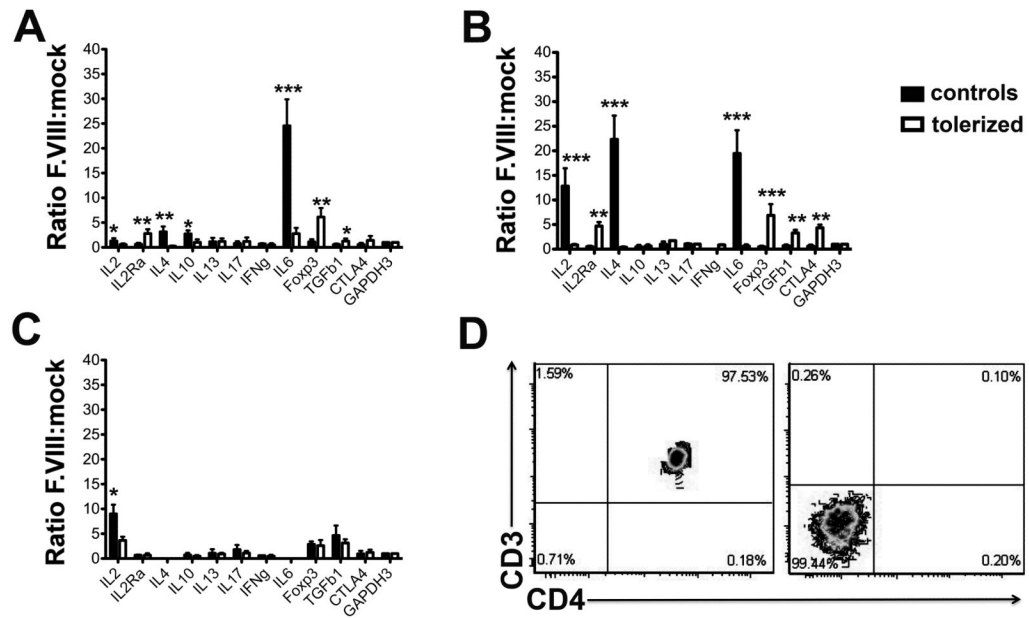 A
Ratio F.VIII:mock
40
35
30
25
20
15
10
5
0
* ** ** * *** ** *
IL2 IL2Ra IL4 IL10 IL13 IL17 IFNg IL6 Foxp3 TGFb1 CTLA4 GAPDH3
B
Ratio F.VIII:mock
40
35
30
25
20
15
10
5
0
*** ** *** *** *** ** **
IL2 IL2Ra IL4 IL10 IL13 IL17 IFNg IL6 Foxp3 TGFb1 CTLA4 GAPDH3
controls
tolerized
C
Ratio F.VIII:mock
40
35
30
25
20
15
10
5
0
*
IL2 IL2Ra IL4 IL10 IL13 IL17 IFNg IL6 Foxp3 TGFb1 CTLA4 GAPDH3
D
CD3
1.59% 97.53%
0.71% 0.18%
0.26% 0.10%
99.44% 0.20%
CD4